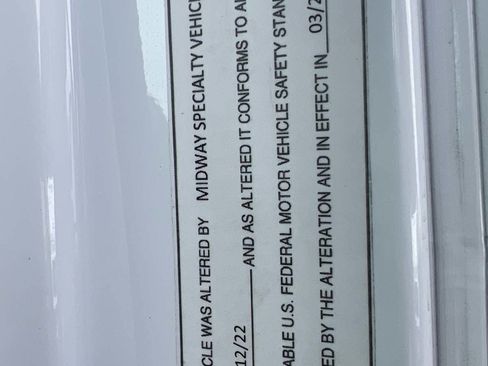 CLE WAS ALTERED BY MIDWAY SPECIALTY VEHIC
12/22 AND AS ALTERED IT CONFORMS TO A
ABLE U.S. FEDERAL MOTOR VEHICLE SAFETY STAN
ED BY THE ALTERATION AND IN EFFECT IN 03/2